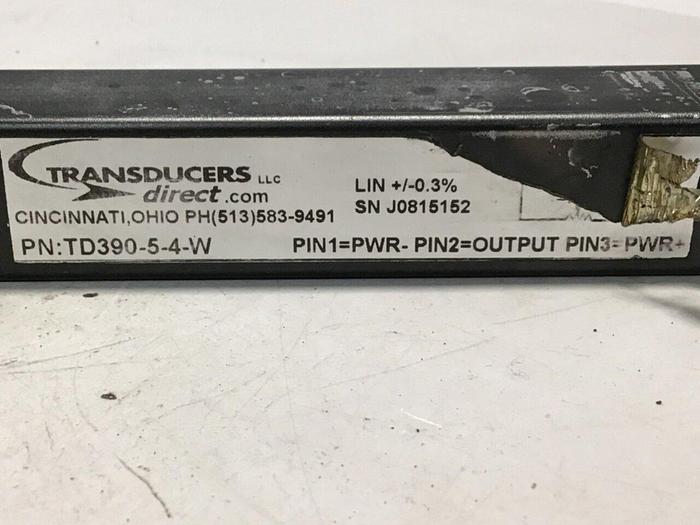 TRANSDUCERS LLC
direct.com
CINCINNATI,OHIO PH(513)583-9491
LIN +/-0.3%
SN J0815152
PN:TD390-5-4-W
PIN1=PWR- PIN2=OUTPUT PIN3=PWR+